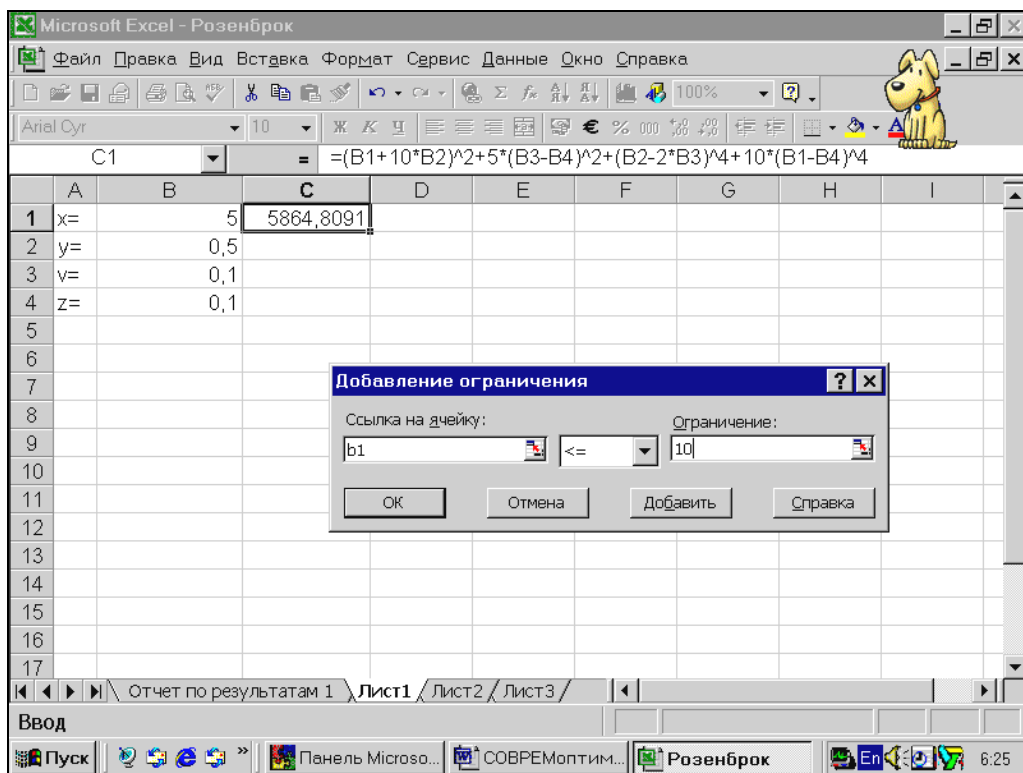 Microsoft Excel - Розенброк
Файл Правка Вид Вставка Формат Сервис Данные Окно Справка
100%
Arial Cyr 10 Ж К Ч € % 000
C1 = =(B1+10*B2)^2+5*(B3-B4)^2+(B2-2*B3)^4+10*(B1-B4)^4
A B C D E F G H I
1 x= 5 5864,8091
2 y= 0,5
3 v= 0,1
4 z= 0,1
5
6
7
8
9
10
11
12
13
14
15
16
17
Добавление ограничения
Ссылка на ячейку: Ограничение:
b1 <= 10
OK Отмена Добавить Справка
Отчет по результатам 1 Лист1 Лист2 Лист3
Ввод
Пуск » Панель Microso... СОВРЕМоптим... Розенброк En 6:25